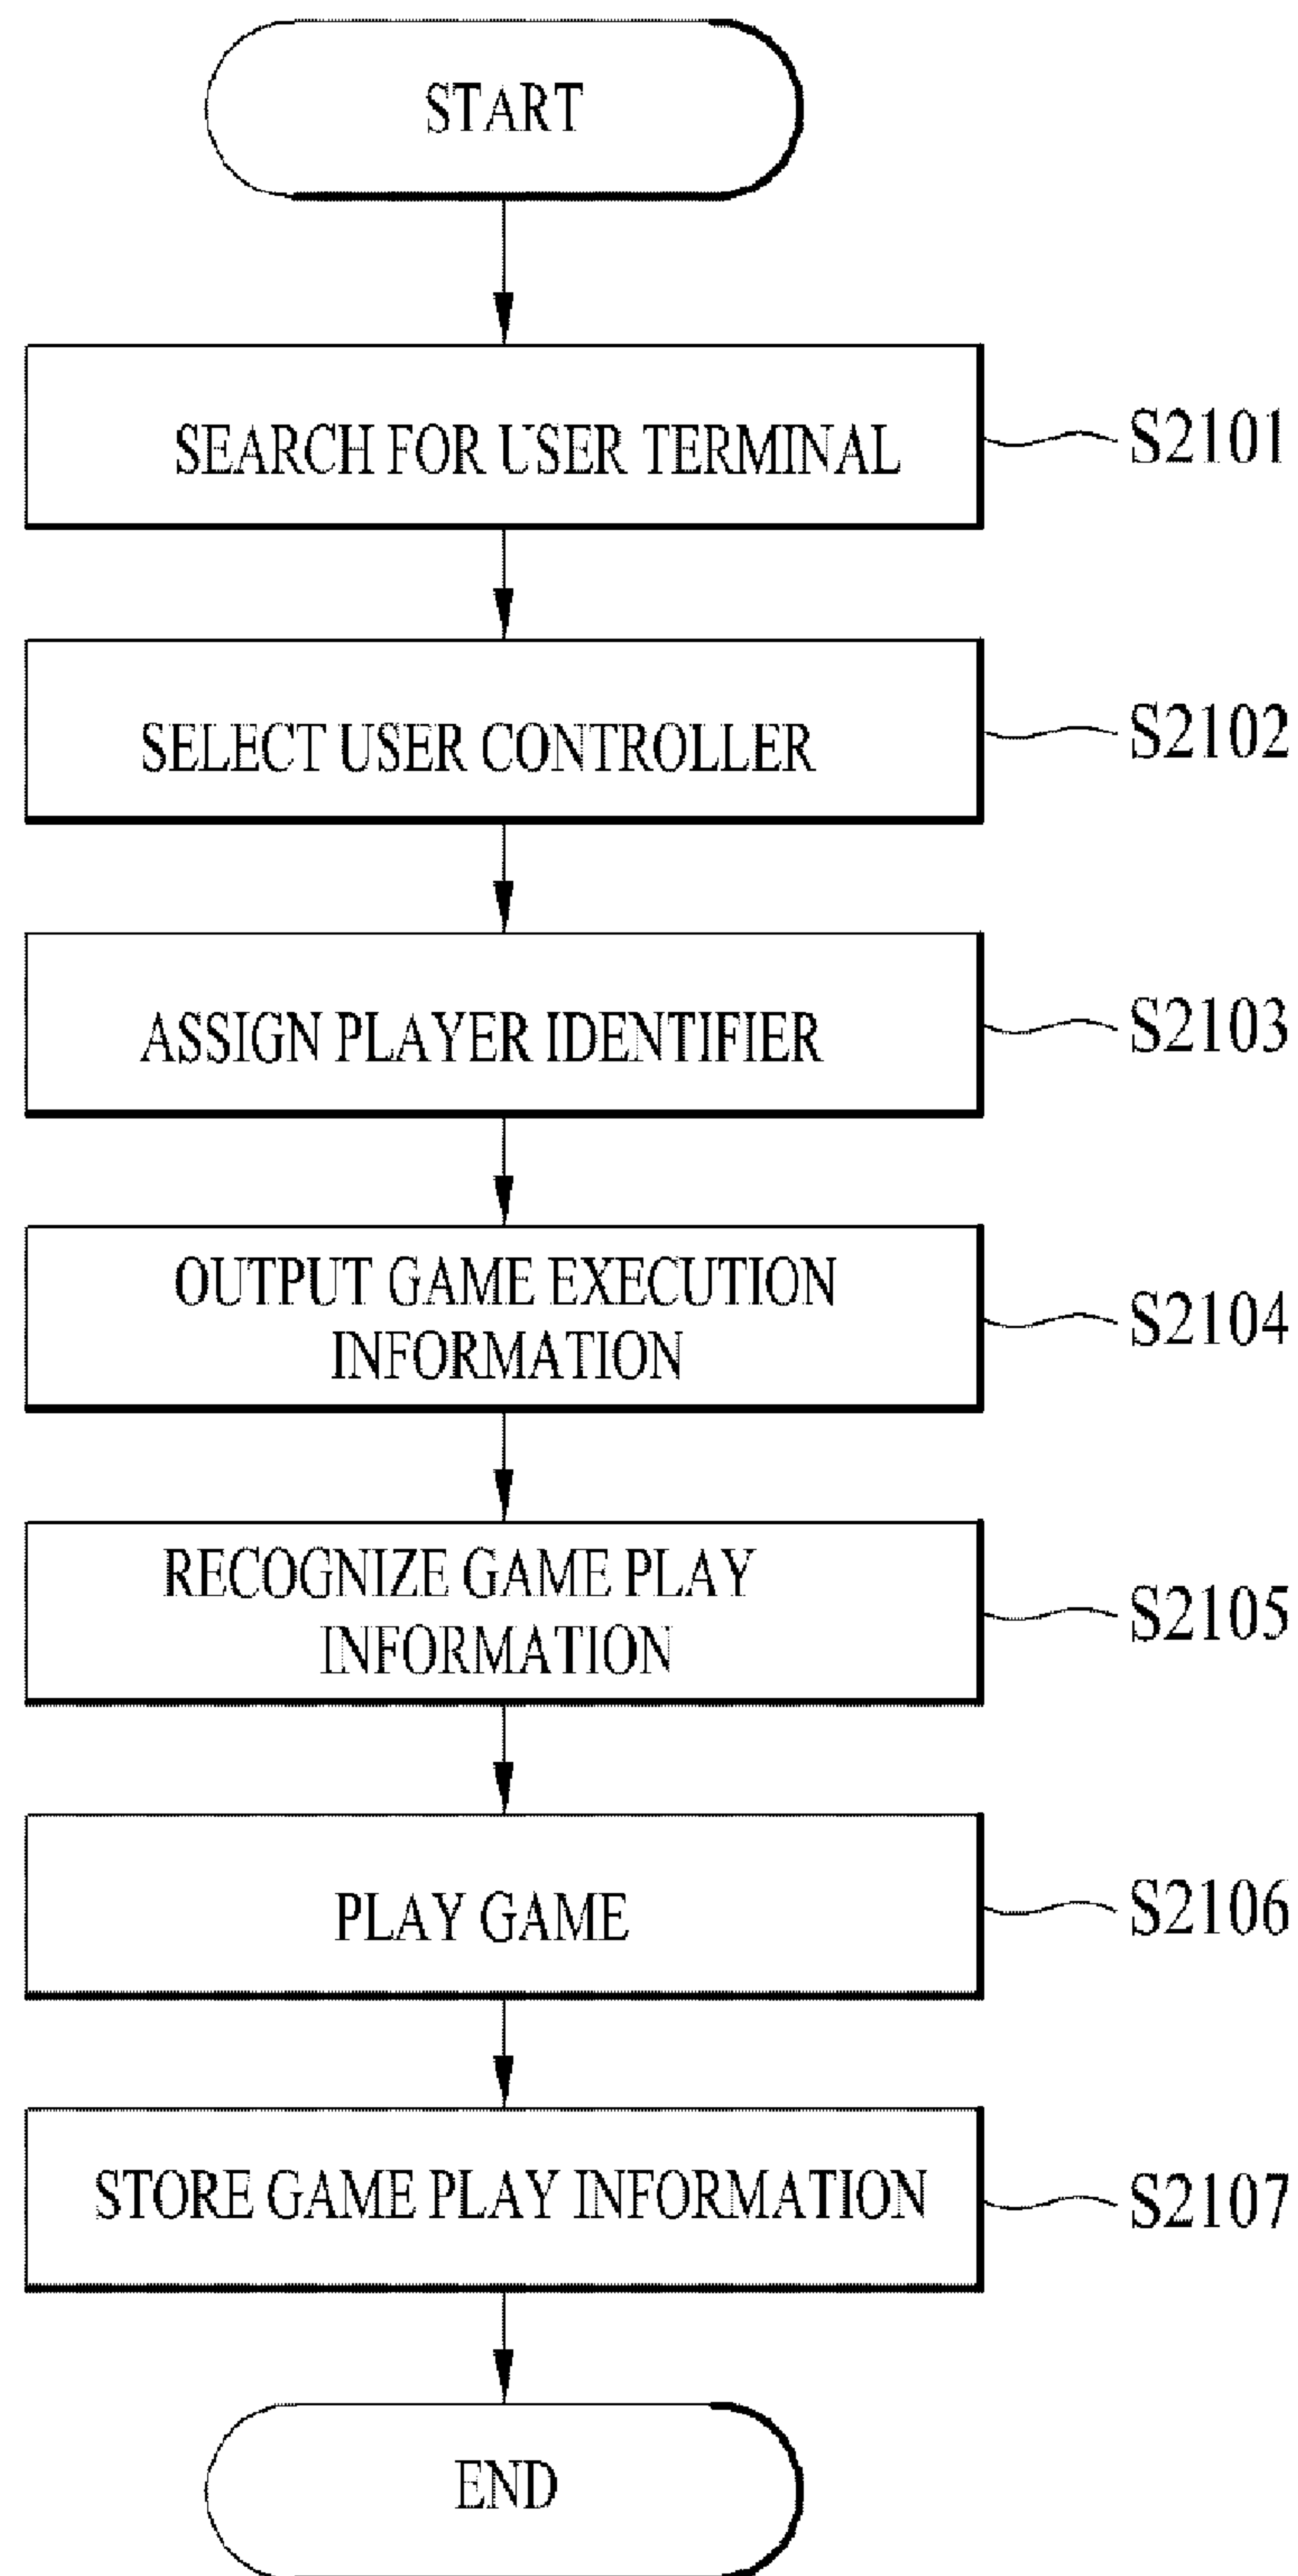 START
SEARCH FOR USER TERMINAL
S2101
SELECT USER CONTROLLER
S2102
ASSIGN PLAYER IDENTIFIER
S2103
OUTPUT GAME EXECUTION
INFORMATION
S2104
RECOGNIZE GAME PLAY
INFORMATION
S2105
PLAY GAME
S2106
STORE GAME PLAY INFORMATION
S2107
END